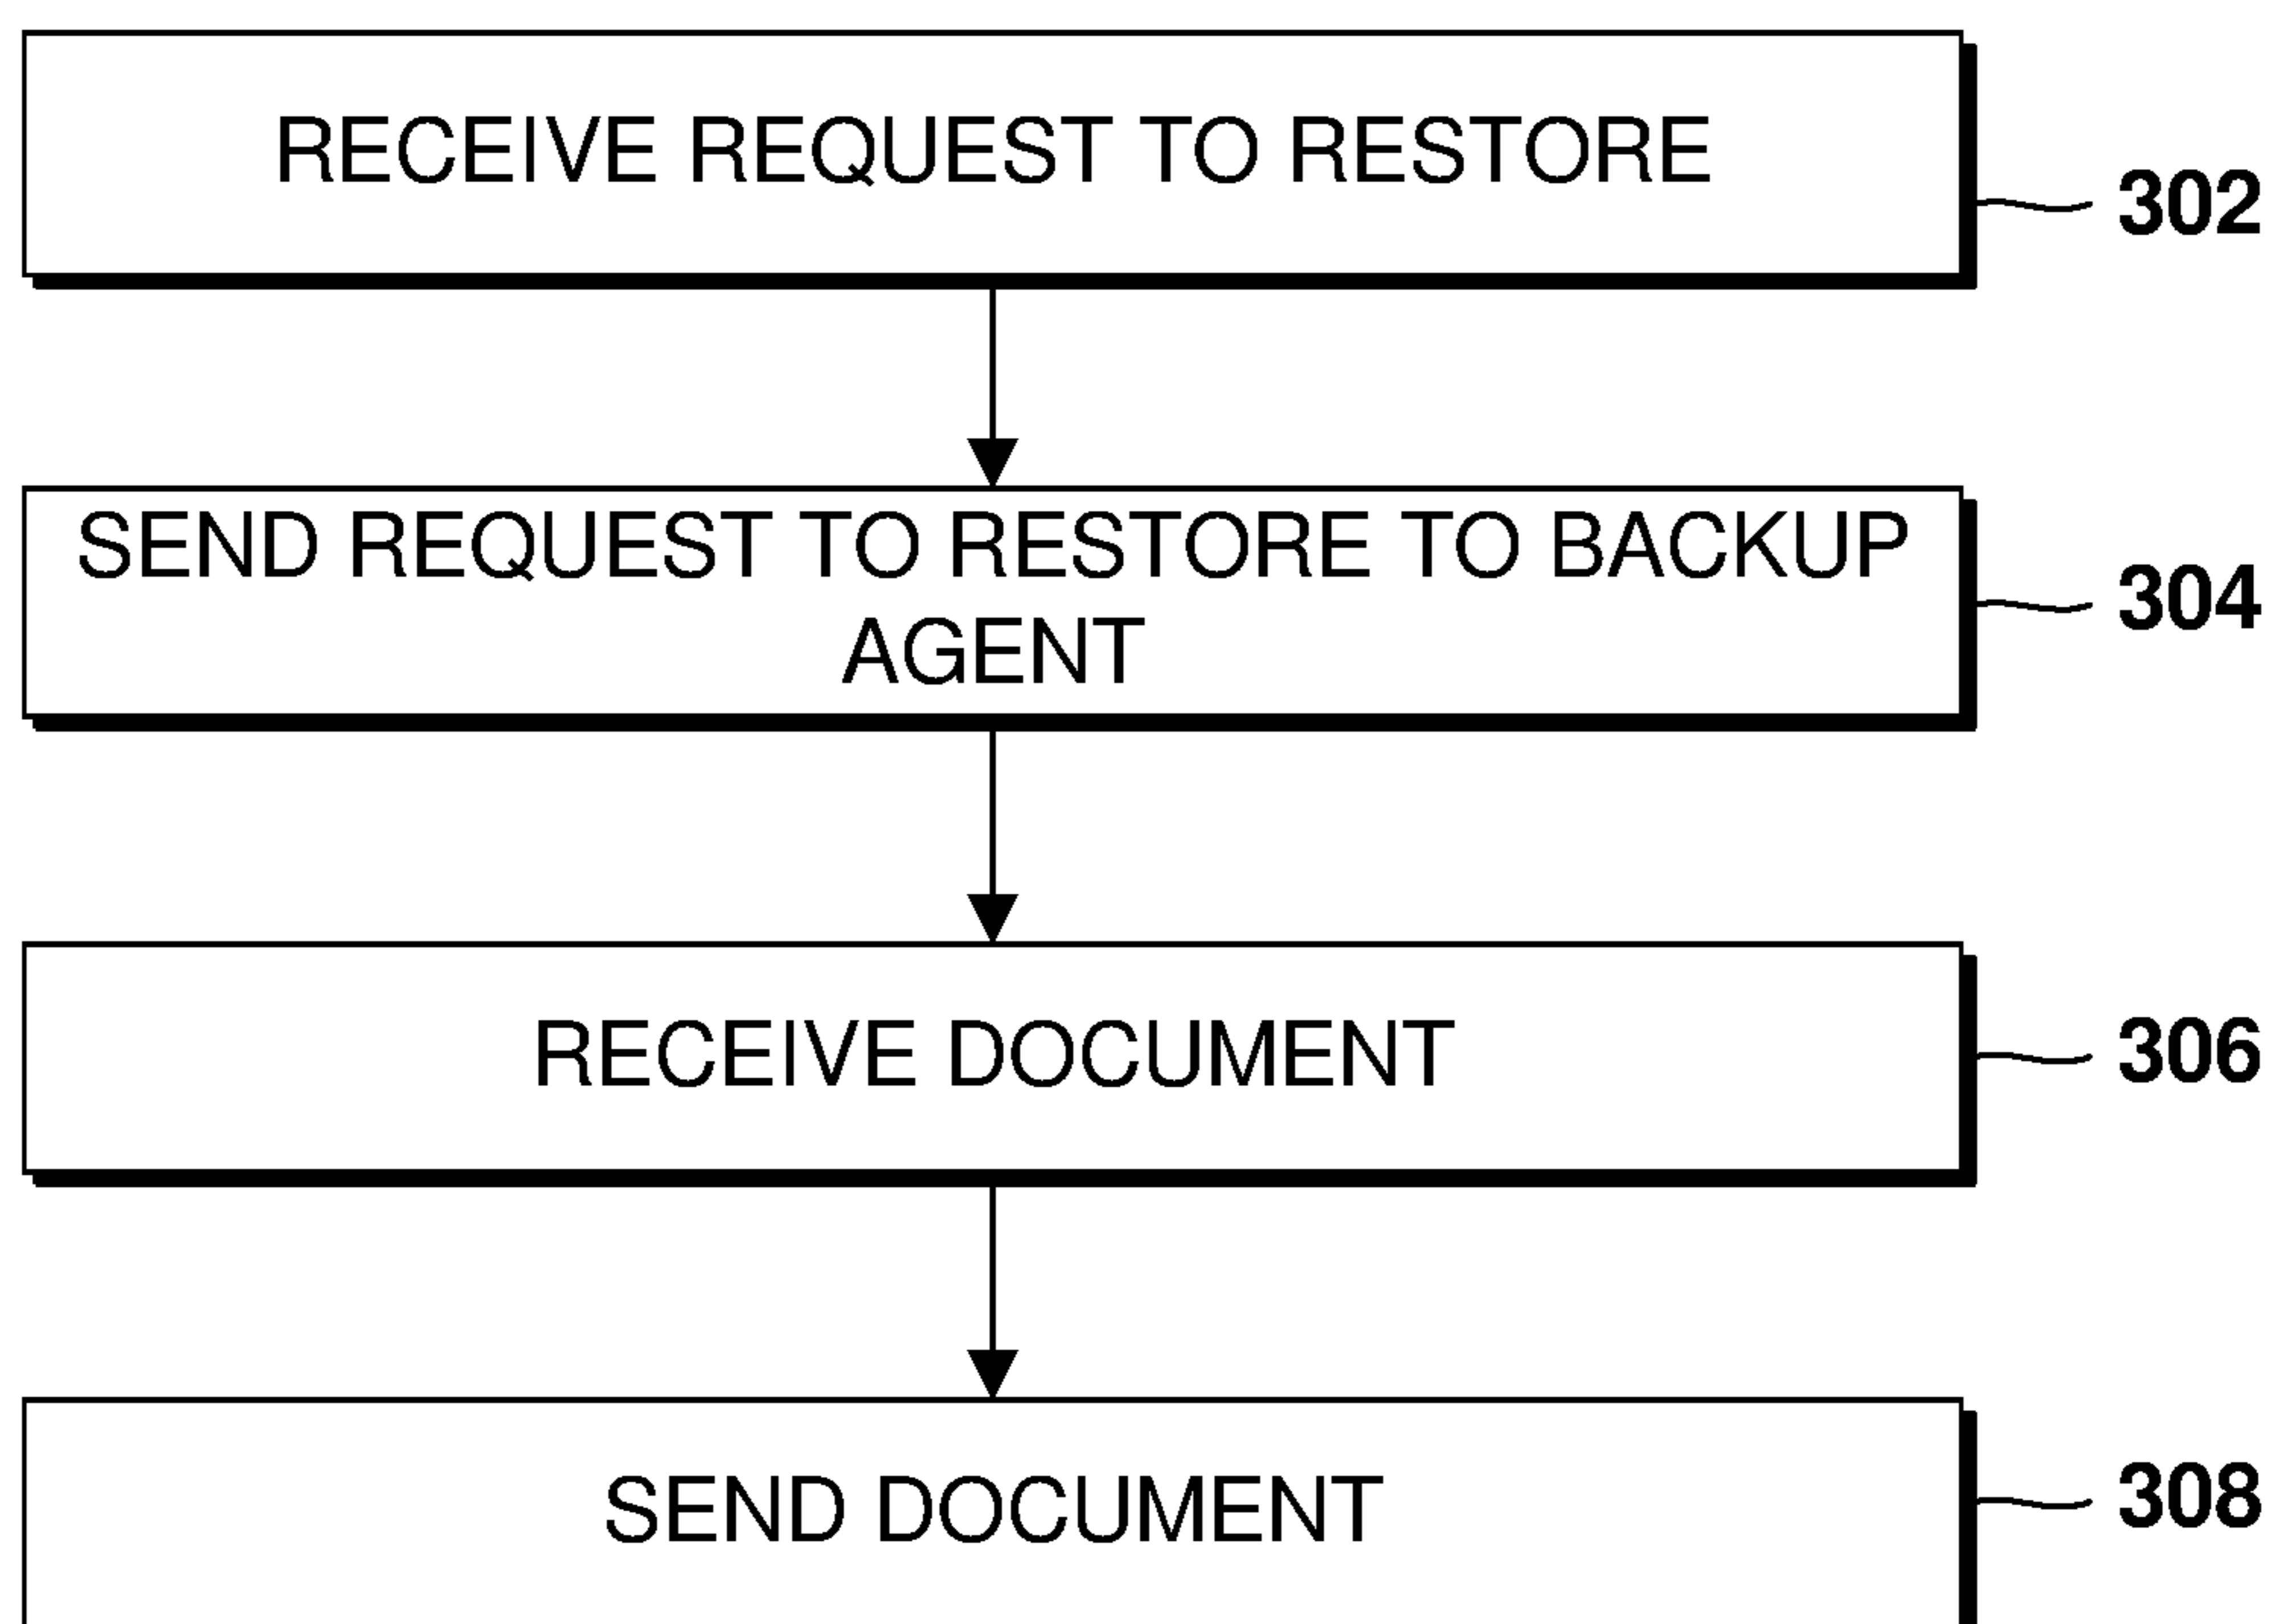 RECEIVE REQUEST TO RESTORE
302
SEND REQUEST TO RESTORE TO BACKUP
AGENT
304
RECEIVE DOCUMENT
306
SEND DOCUMENT
308